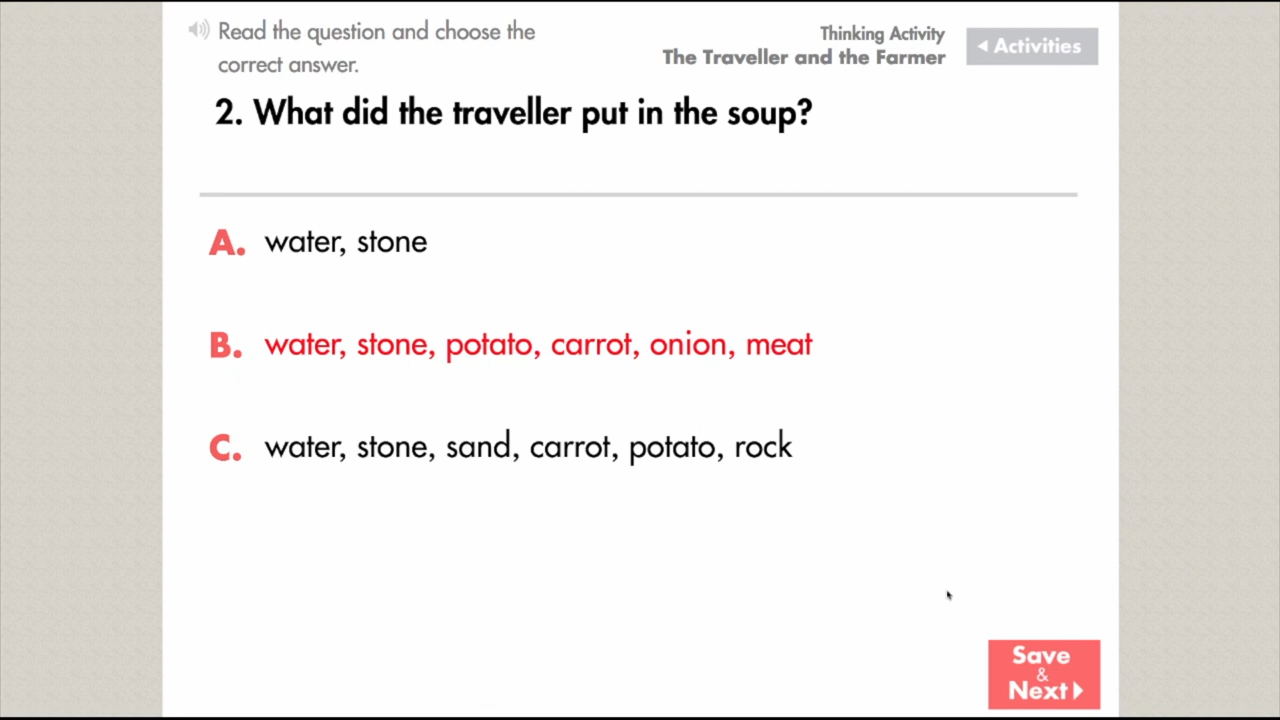 Read the question and choose the
correct answer.
Thinking Activity
The Traveller and the Farmer
Activities
2. What did the traveller put in the soup?
A. water, stone
B. water, stone, potato, carrot, onion, meat
C. water, stone, sand, carrot, potato, rock
Save
&
Next